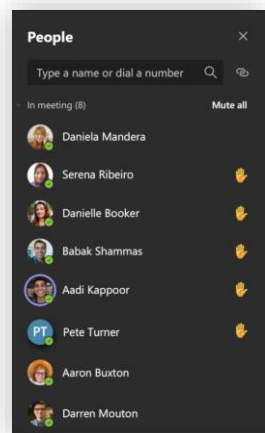 People
Type a name or dial a number
In meeting (8) Mute all
Daniela Mandera
Serena Ribeiro
Danielle Booker
Babak Shammas
Aadi Kappoor
PT Pete Turner
Aaron Buxton
Darren Mouton